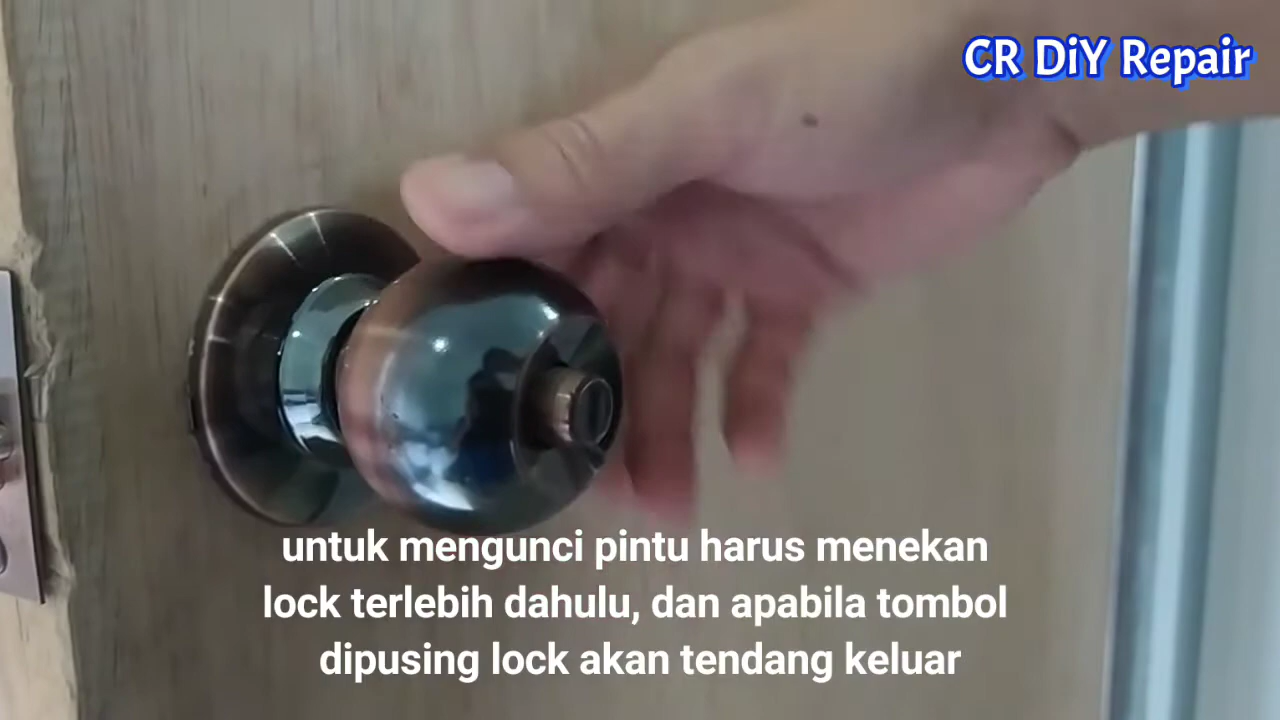 CR DiY Repair
untuk mengunci pintu harus menekan
lock terlebih dahulu, dan apabila tombol
dipusing lock akan tendang keluar